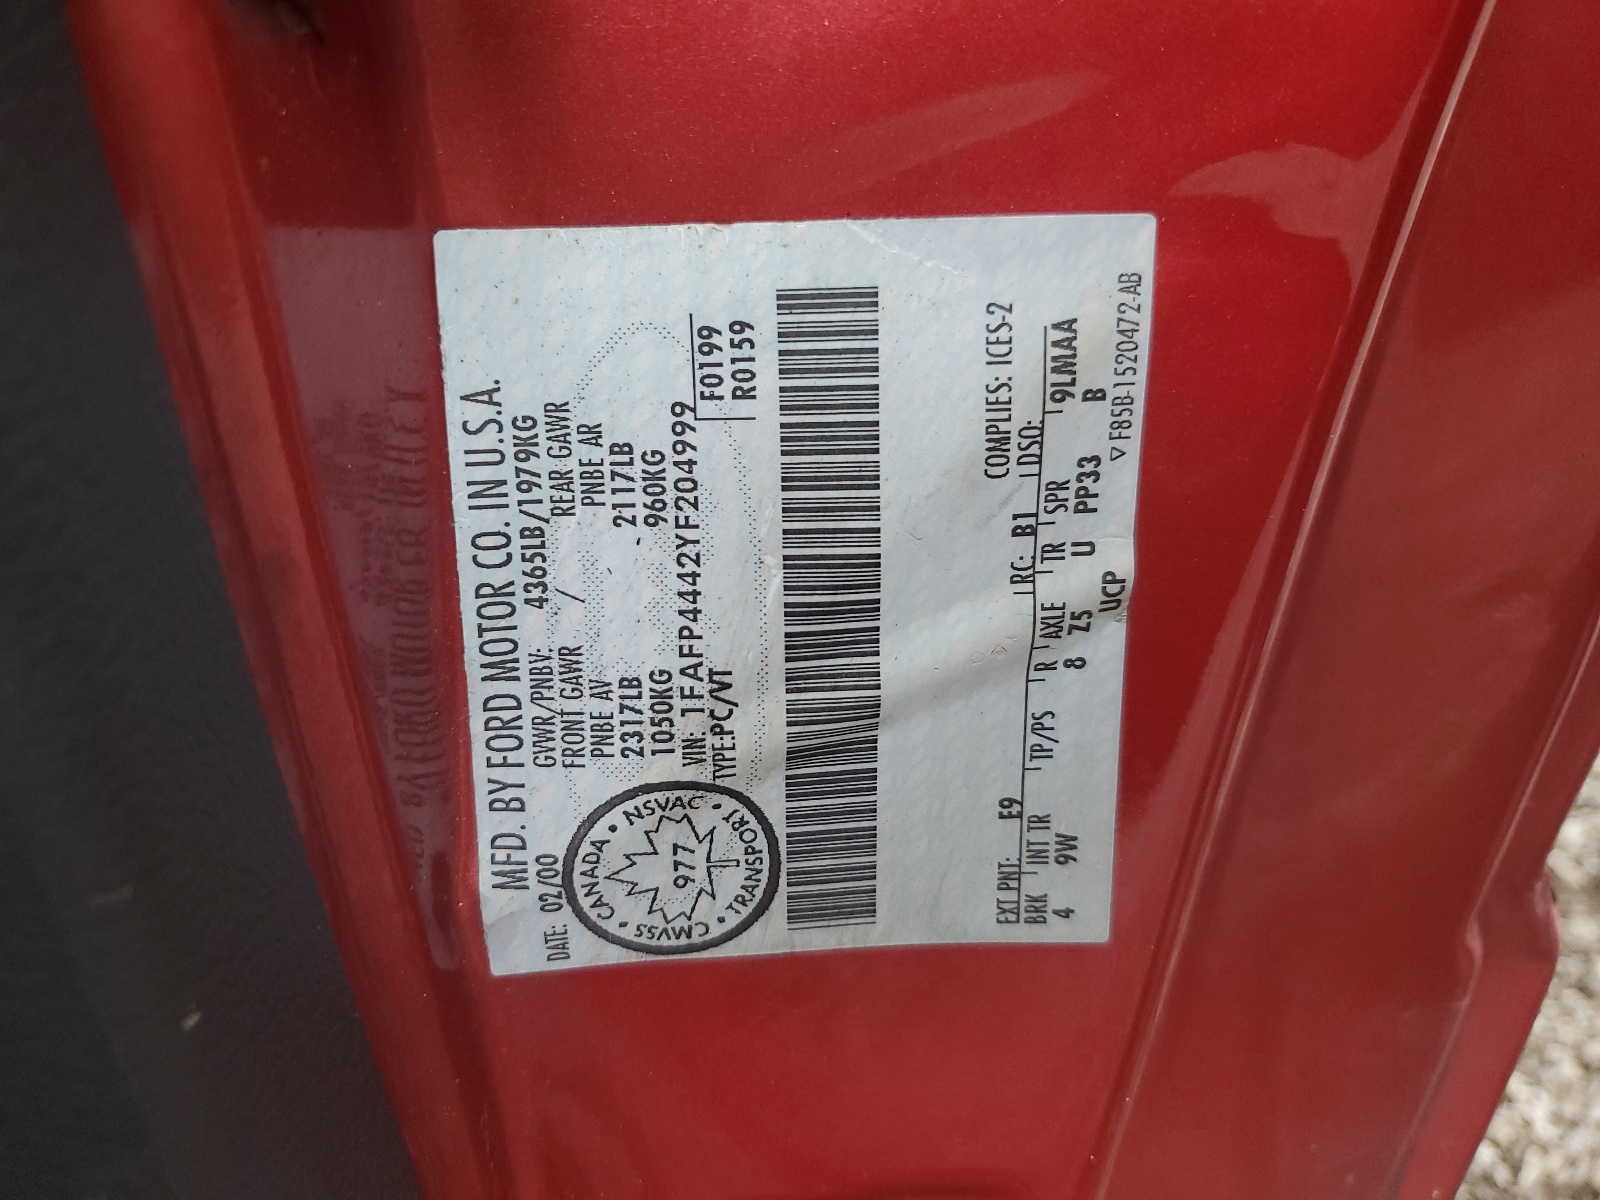 MFD. BY FORD MOTOR CO. IN U.S.A.
DATE: 02/00 GVWR/PNBV: 4365LB/1979KG
FRONT GAWR / REAR GAWR
PNBE AV PNBE AR
2317LB 2117LB
1050KG 960KG
CANADA • NSVAC • TRANSPORT • CMVSS •
977
VIN: 1FAFP4442YF204999
TYPE:PC/VT
F0199
R0159
COMPLIES: ICES-2
EXT PNT: E9 RC: B1 DSO:
BRK INT TR TP/PS R AXLE TR SPR 9LMAA
4 9W 8 Z5 U PP33 B
UCP ▽F85B-1520472-AB